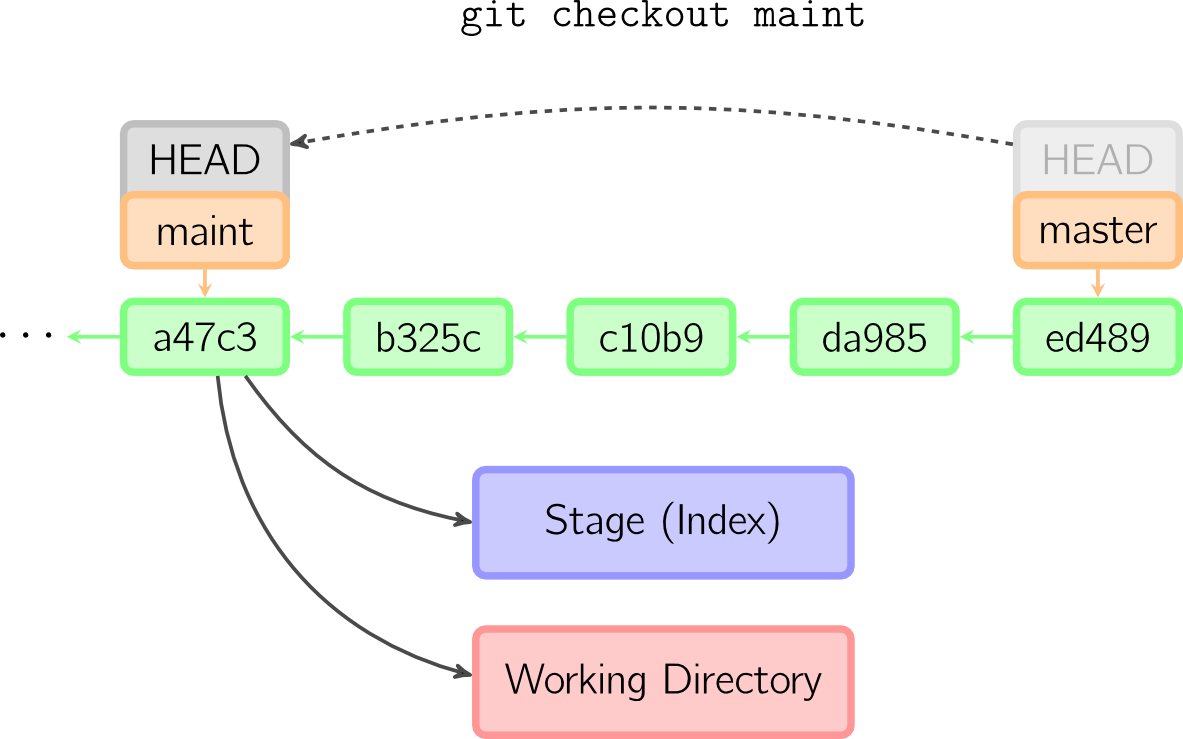 git checkout maint
HEAD
HEAD
maint
master
...
a47c3
b325c
c10b9
da985
ed489
Stage (Index)
Working Directory